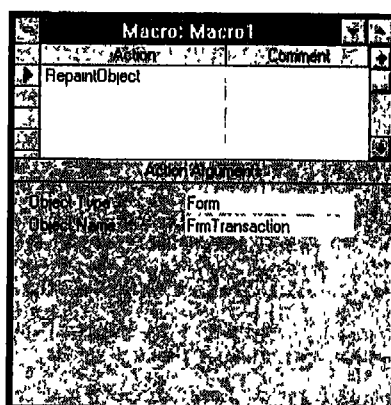 Macro: Macro1
Action Comment
RepaintObject
Action Arguments
Object Type Form
Object Name FrmTransaction